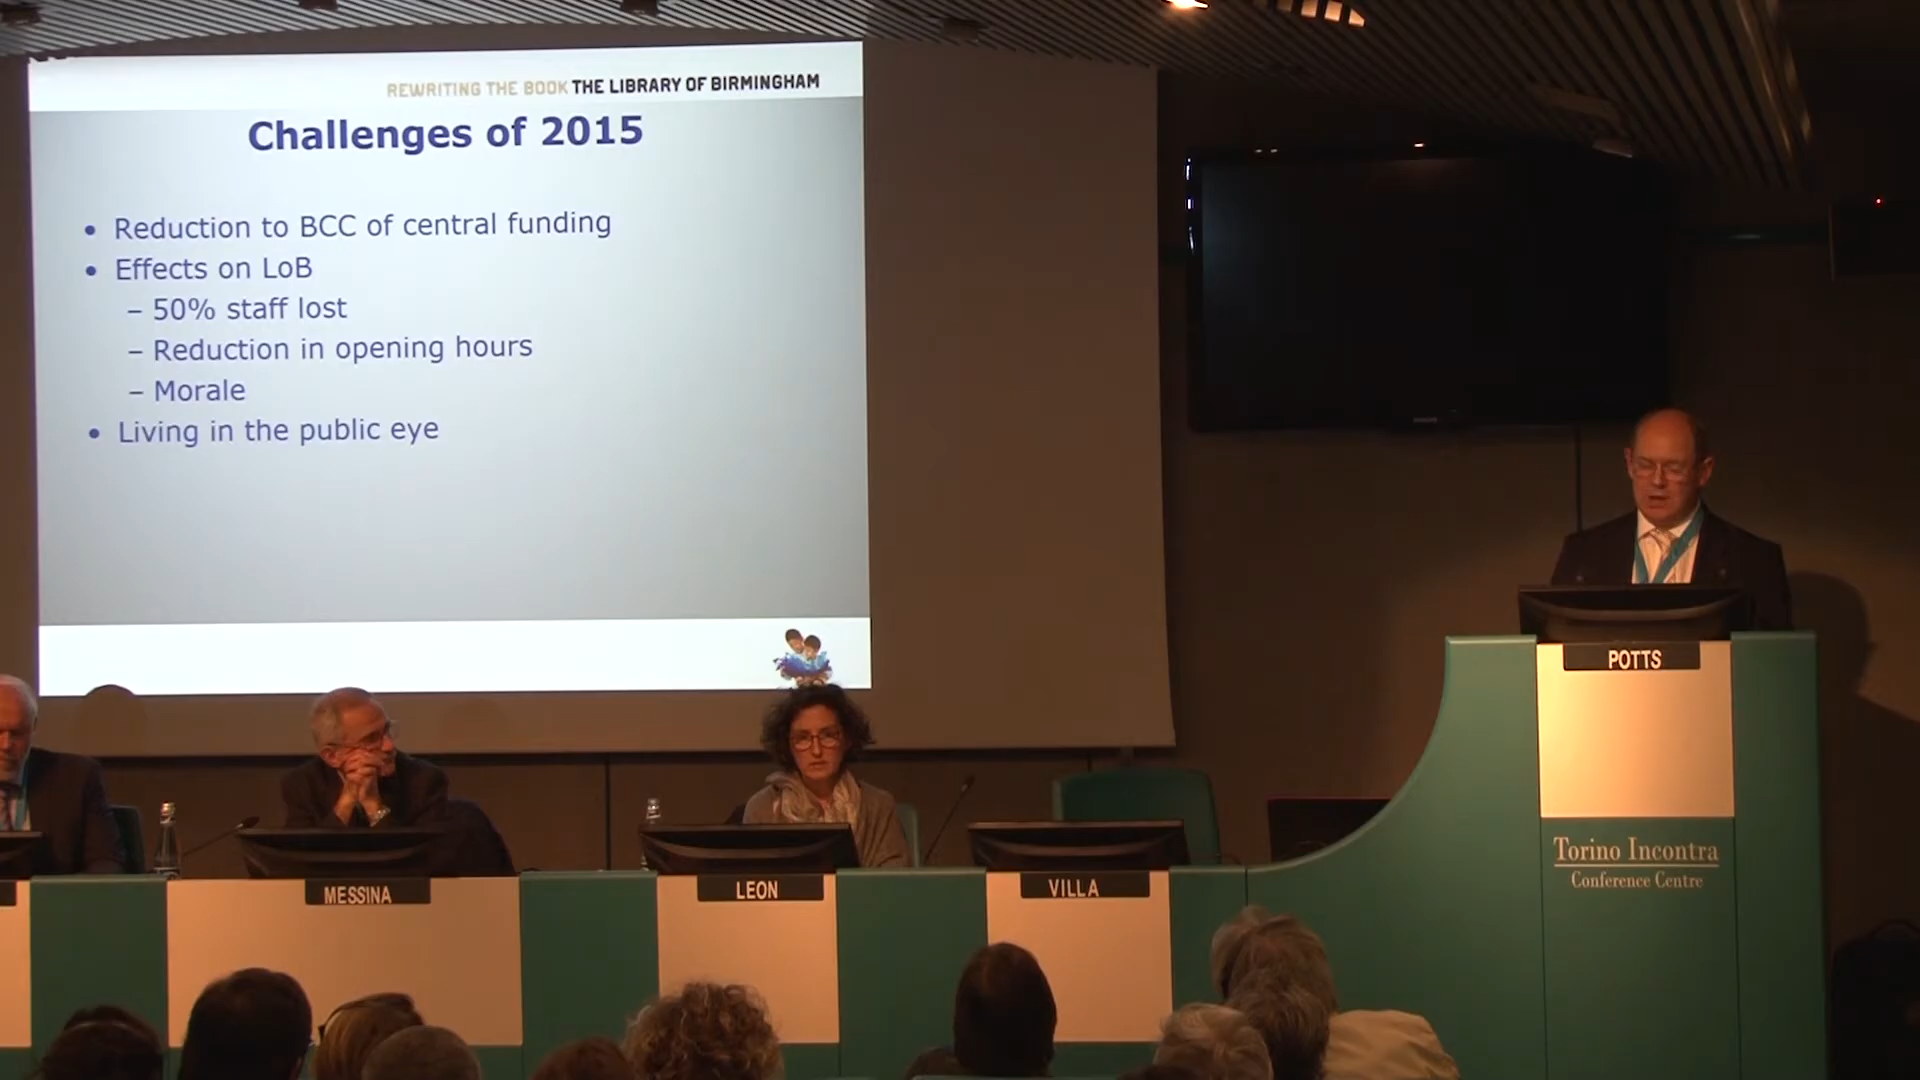 REWRITING THE BOOK THE LIBRARY OF BIRMINGHAM
Challenges of 2015
• Reduction to BCC of central funding
• Effects on LoB
– 50% staff lost
– Reduction in opening hours
– Morale
• Living in the public eye
POTTS
Torino Incontra
Conference Centre
MESSINA
LEON
VILLA